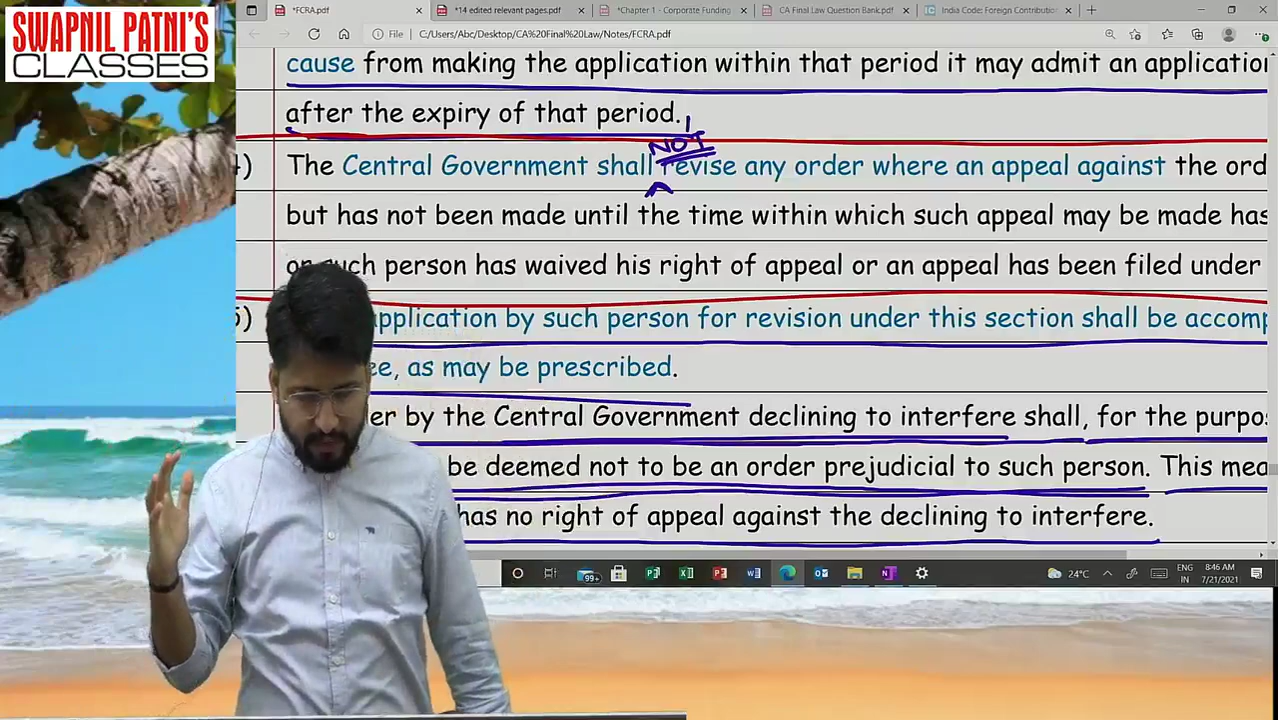 SWAPNIL PATNI'S
CLASSES
*FCRA.pdf
*14 edited relevant pages.pdf
*Chapter 1 - Corporate Funding
CA Final Law Question Bank.pdf
India Code: Foreign Contributio
File
C:/Users/Abc/Desktop/CA%20Final%20Law/Notes/FCRA.pdf
cause from making the application within that period it may admit an application
after the expiry of that period.
NOT
4) The Central Government shall revise any order where an appeal against the ord
but has not been made until the time within which such appeal may be made has
or such person has waived his right of appeal or an appeal has been filed under
5) application by such person for revision under this section shall be accomp
ee, as may be prescribed.
er by the Central Government declining to interfere shall, for the purpo
be deemed not to be an order prejudicial to such person. This mea
has no right of appeal against the declining to interfere.
99+
24°C
ENG
IN
8:46 AM
7/21/2021